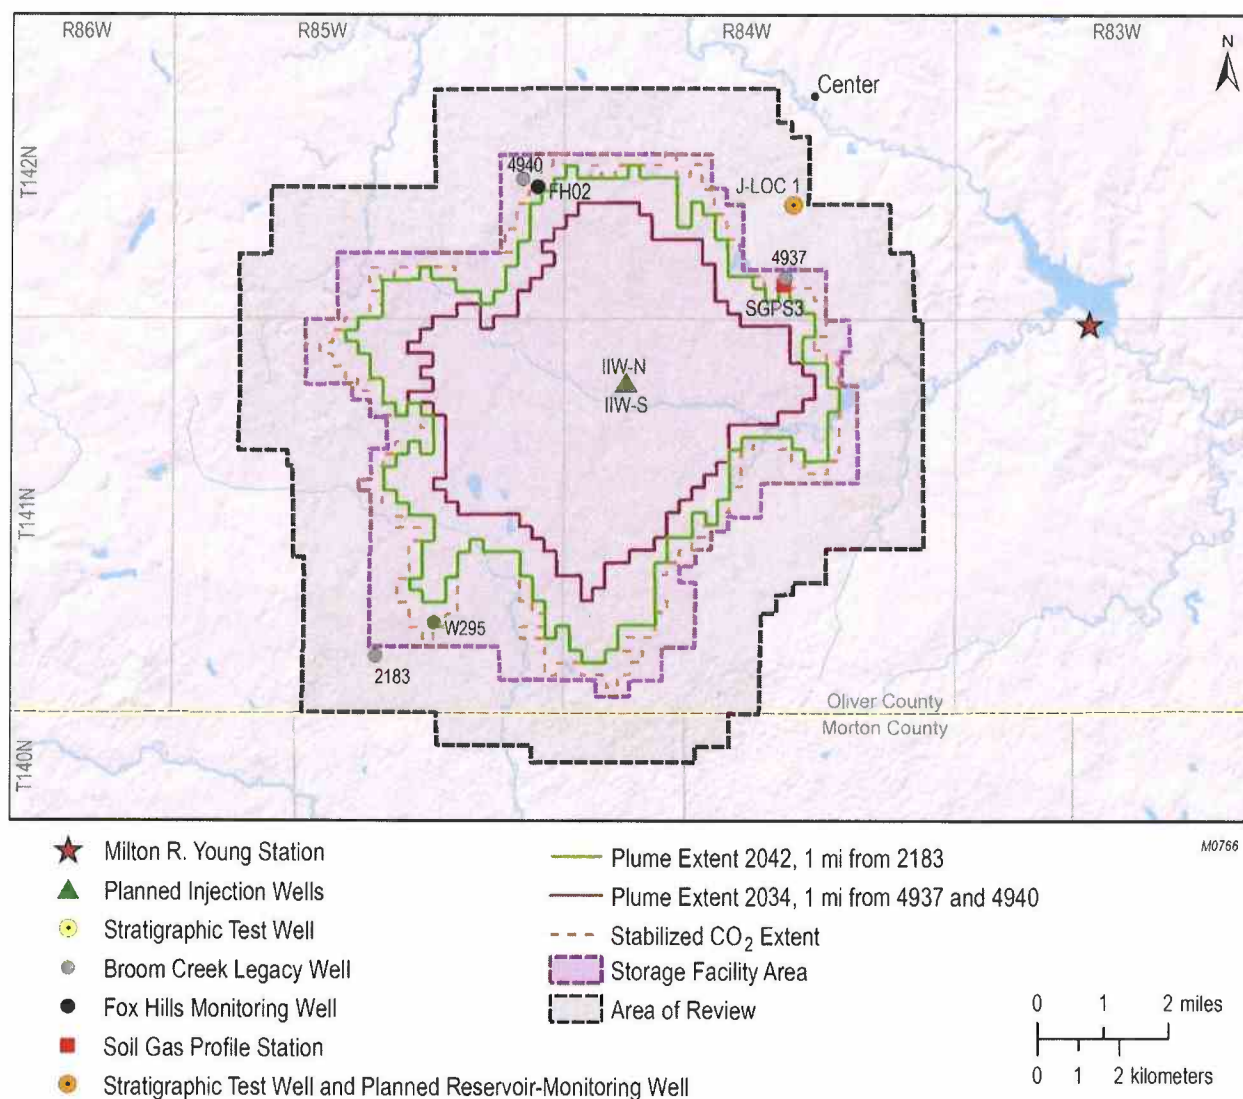 R86W
R85W
R84W
R83W
N
Center
T142N
4940
FH02
J-LOC 1
4937
SGPS3
IIW-N
IIW-S
T141N
W295
2183
Oliver County
Morton County
T140N
Milton R. Young Station
Planned Injection Wells
Stratigraphic Test Well
Broom Creek Legacy Well
Fox Hills Monitoring Well
Soil Gas Profile Station
Stratigraphic Test Well and Planned Reservoir-Monitoring Well
Plume Extent 2042, 1 mi from 2183
Plume Extent 2034, 1 mi from 4937 and 4940
Stabilized CO2 Extent
Storage Facility Area
Area of Review
M0766
0 1 2 miles
0 1 2 kilometers